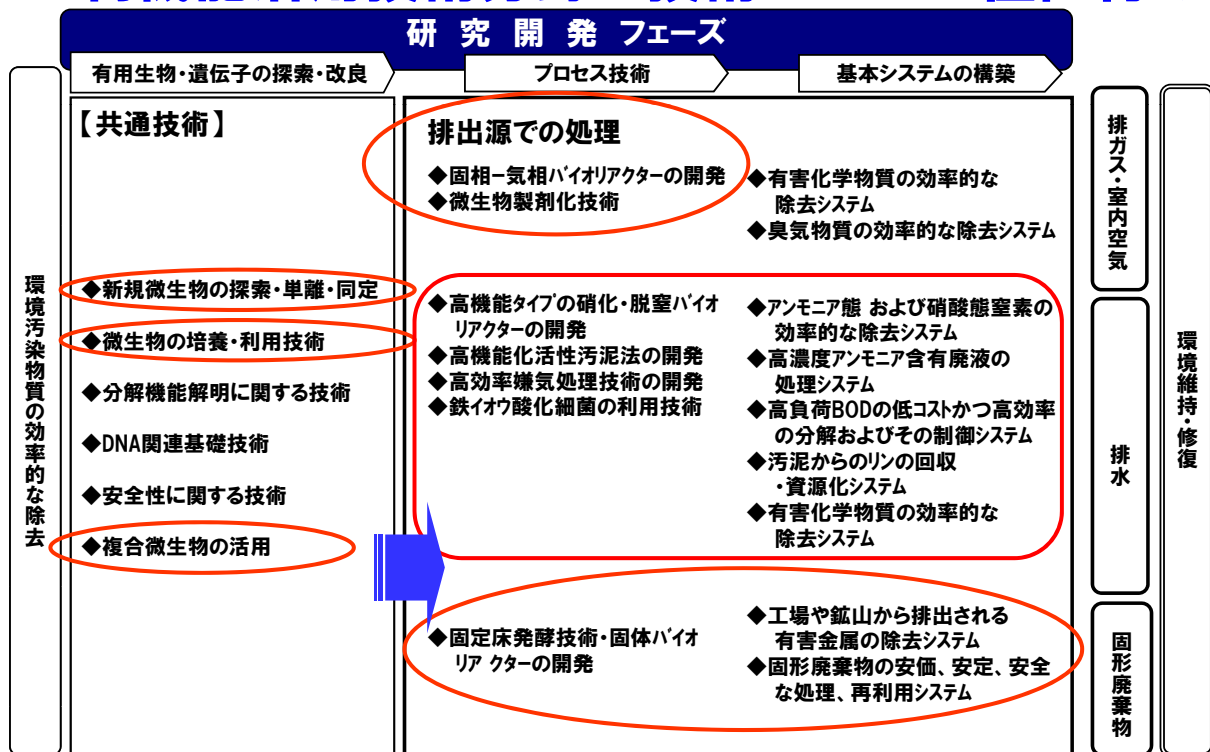 研究開発フェーズ
有用生物・遺伝子の探索・改良
プロセス技術
基本システムの構築
環境汚染物質の効率的な除去
【共通技術】
◆新規微生物の探索・単離・同定
◆微生物の培養・利用技術
◆分解機能解明に関する技術
◆DNA関連基礎技術
◆安全性に関する技術
◆複合微生物の活用
排出源での処理
◆固相－気相バイオリアクターの開発
◆微生物製剤化技術
◆有害化学物質の効率的な
除去システム
◆臭気物質の効率的な除去システム
◆高機能タイプの硝化・脱窒バイオ
リアクターの開発
◆高機能化活性汚泥法の開発
◆高効率嫌気処理技術の開発
◆鉄イオウ酸化細菌の利用技術
◆アンモニア態 および硝酸態窒素の
効率的な除去システム
◆高濃度アンモニア含有廃液の
処理システム
◆高負荷BODの低コストかつ高効率
の分解およびその制御システム
◆汚泥からのリンの回収
・資源化システム
◆有害化学物質の効率的な
除去システム
◆固定床発酵技術・固体バイオ
リア クターの開発
◆工場や鉱山から排出される
有害金属の除去システム
◆固形廃棄物の安価、安定、安全
な処理、再利用システム
排ガス・室内空気
排水
固形廃棄物
環境維持・修復